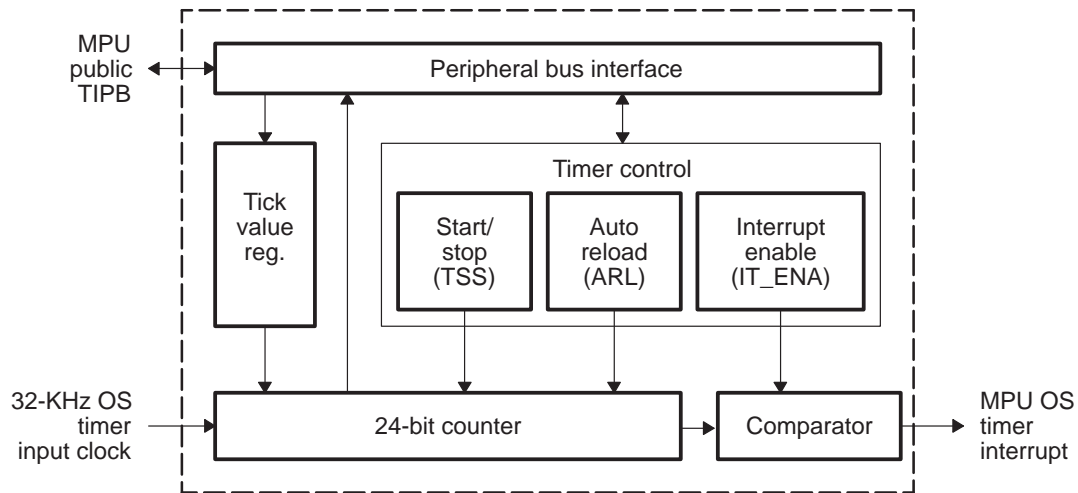 MPU
public
TIPB
Peripheral bus interface
Timer control
Tick
value
reg.
Start/
stop
(TSS)
Auto
reload
(ARL)
Interrupt
enable
(IT_ENA)
32-KHz OS
timer
input clock
24-bit counter
Comparator
MPU OS
timer
interrupt